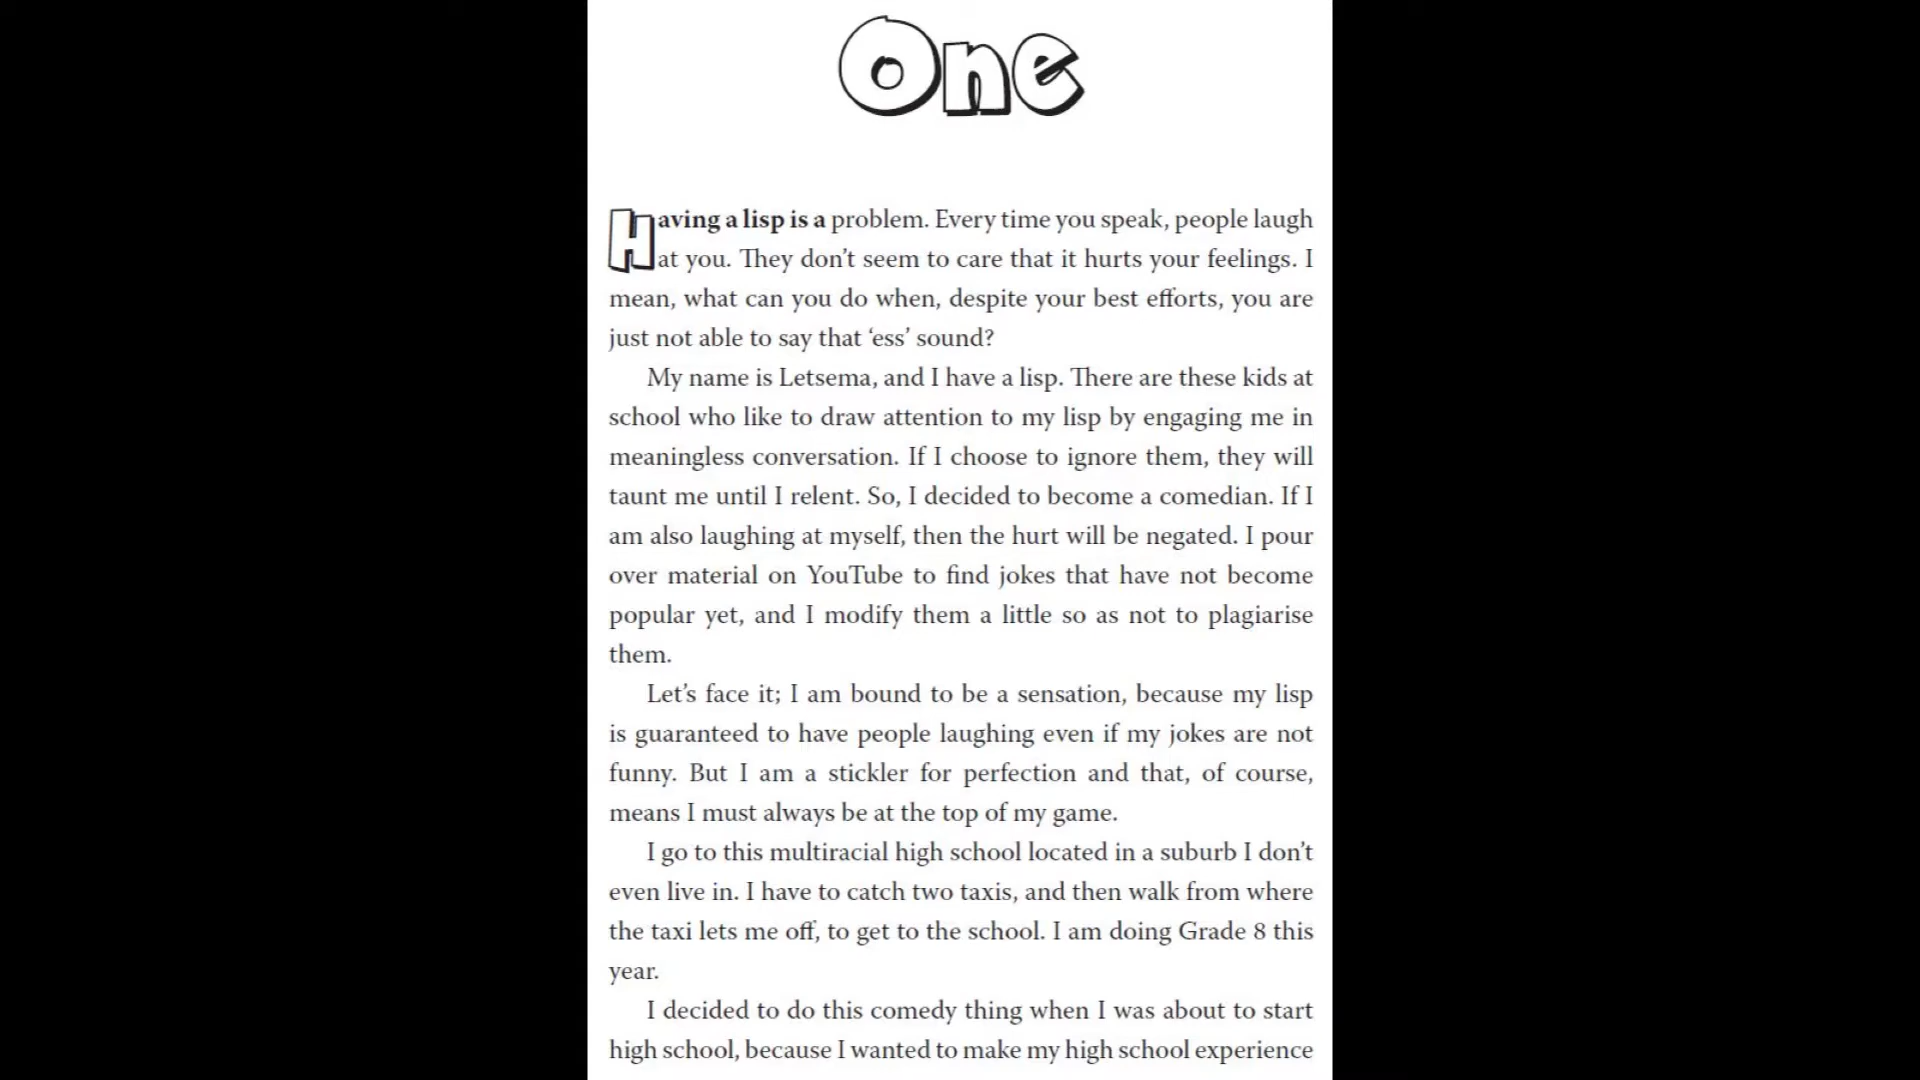 One
Having a lisp is a problem. Every time you speak, people laugh
at you. They don’t seem to care that it hurts your feelings. I
mean, what can you do when, despite your best efforts, you are
just not able to say that ‘ess’ sound?
My name is Letsema, and I have a lisp. There are these kids at
school who like to draw attention to my lisp by engaging me in
meaningless conversation. If I choose to ignore them, they will
taunt me until I relent. So, I decided to become a comedian. If I
am also laughing at myself, then the hurt will be negated. I pour
over material on YouTube to find jokes that have not become
popular yet, and I modify them a little so as not to plagiarise
them.
Let’s face it; I am bound to be a sensation, because my lisp
is guaranteed to have people laughing even if my jokes are not
funny. But I am a stickler for perfection and that, of course,
means I must always be at the top of my game.
I go to this multiracial high school located in a suburb I don’t
even live in. I have to catch two taxis, and then walk from where
the taxi lets me off, to get to the school. I am doing Grade 8 this
year.
I decided to do this comedy thing when I was about to start
high school, because I wanted to make my high school experience